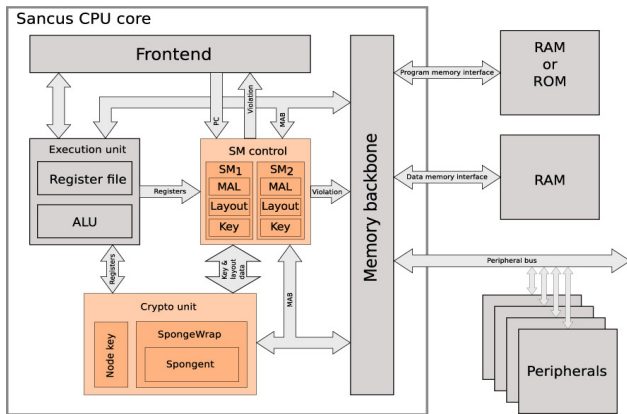 Sancus CPU core
Frontend
RAM
or
ROM
Program memory interface
PC
Violation
MAB
Execution unit
Register file
ALU
Registers
SM control
SM1
MAL
Layout
Key
SM2
MAL
Layout
Key
Violation
Memory backbone
Data memory interface
RAM
Registers
Key &
layout
data
MAB
Peripheral bus
Crypto unit
Node key
SpongeWrap
Spongent
Peripherals